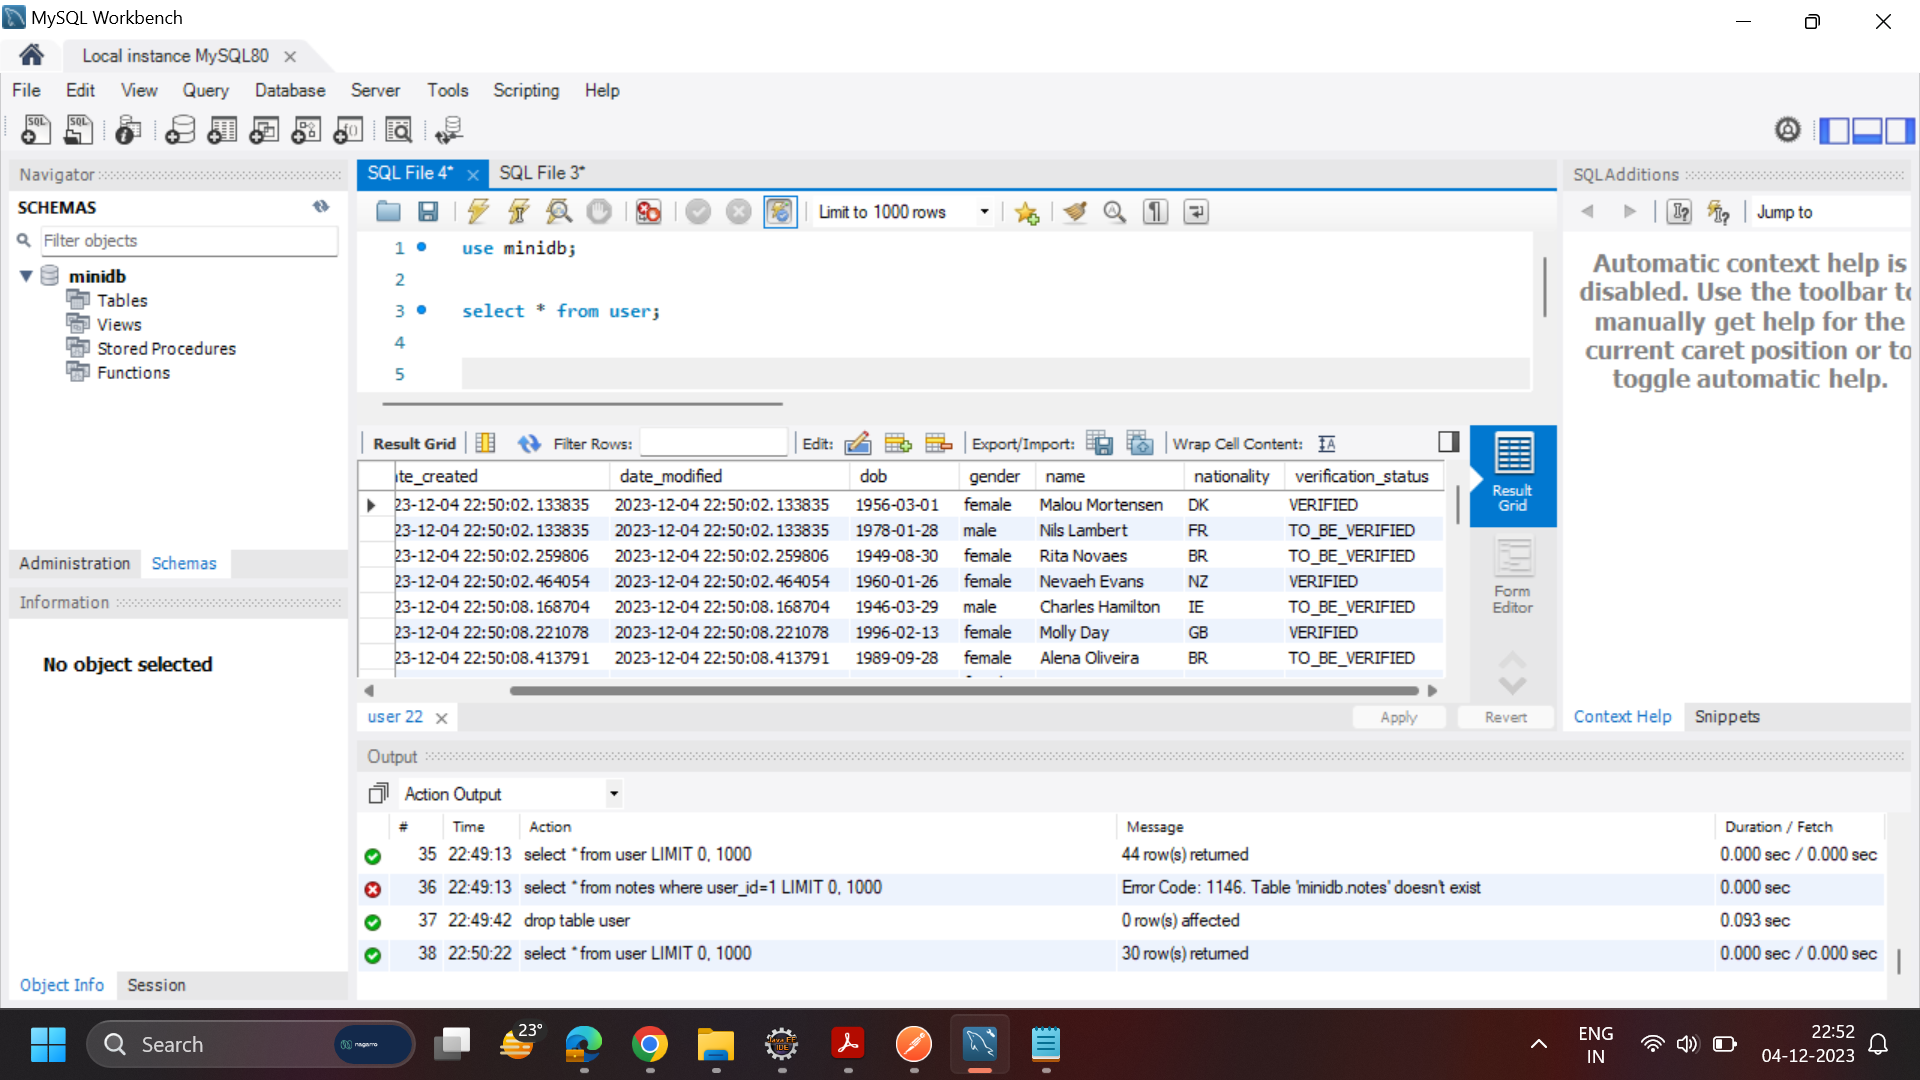 MySQL Workbench
Local instance MySQL80
File Edit View Query Database Server Tools Scripting Help
Navigator
SCHEMAS
Filter objects
minidb
Tables
Views
Stored Procedures
Functions
Administration Schemas
Information
No object selected
Object Info Session
SQL File 4* SQL File 3*
Limit to 1000 rows
1 use minidb;
2
3 select * from user;
4
5
Result Grid Filter Rows: Edit: Export/Import: Wrap Cell Content:
te_created date_modified dob gender name nationality verification_status
23-12-04 22:50:02.133835 2023-12-04 22:50:02.133835 1956-03-01 female Malou Mortensen DK VERIFIED
23-12-04 22:50:02.133835 2023-12-04 22:50:02.133835 1978-01-28 male Nils Lambert FR TO_BE_VERIFIED
23-12-04 22:50:02.259806 2023-12-04 22:50:02.259806 1949-08-30 female Rita Novaes BR TO_BE_VERIFIED
23-12-04 22:50:02.464054 2023-12-04 22:50:02.464054 1960-01-26 female Nevaeh Evans NZ VERIFIED
23-12-04 22:50:08.168704 2023-12-04 22:50:08.168704 1946-03-29 male Charles Hamilton IE TO_BE_VERIFIED
23-12-04 22:50:08.221078 2023-12-04 22:50:08.221078 1996-02-13 female Molly Day GB VERIFIED
23-12-04 22:50:08.413791 2023-12-04 22:50:08.413791 1989-09-28 female Alena Oliveira BR TO_BE_VERIFIED
Result
Grid
Form
Editor
user 22
Apply Revert
SQLAdditions
Jump to
Automatic context help is
disabled. Use the toolbar to
manually get help for the
current caret position or to
toggle automatic help.
Context Help Snippets
Output
Action Output
# Time Action Message Duration / Fetch
35 22:49:13 select * from user LIMIT 0, 1000 44 row(s) returned 0.000 sec / 0.000 sec
36 22:49:13 select * from notes where user_id=1 LIMIT 0, 1000 Error Code: 1146. Table 'minidb.notes' doesn't exist 0.000 sec
37 22:49:42 drop table user 0 row(s) affected 0.093 sec
38 22:50:22 select * from user LIMIT 0, 1000 30 row(s) returned 0.000 sec / 0.000 sec
Search
nagarro
23°
ENG
IN
22:52
04-12-2023